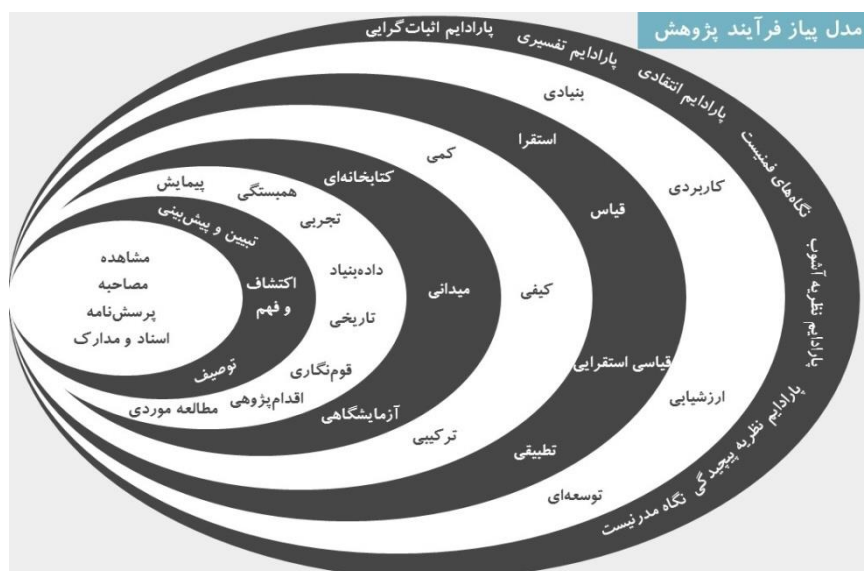 مدل پیاز فرآیند پژوهش
پارادایم اثبات‌گرایی
پارادایم تفسیری
پارادایم انتقادی
نگاه‌های فمنیست
پارادایم نظریه آشوب
پارادایم نظریه پیچیدگی
نگاه مدرنیست
بنیادی
کاربردی
ارزشیابی
توسعه‌ای
استقرا
قیاس
قیاسی استقرایی
تطبیقی
کمی
کیفی
ترکیبی
کتابخانه‌ای
میدانی
آزمایشگاهی
پیمایش
همبستگی
تجربی
داده‌بنیاد
تاریخی
قوم‌نگاری
اقدام‌پژوهی
مطالعه موردی
تبیین و پیش‌بینی
اکتشاف
و فهم
توصیف
مشاهده
مصاحبه
پرسش‌نامه
اسناد و مدارک